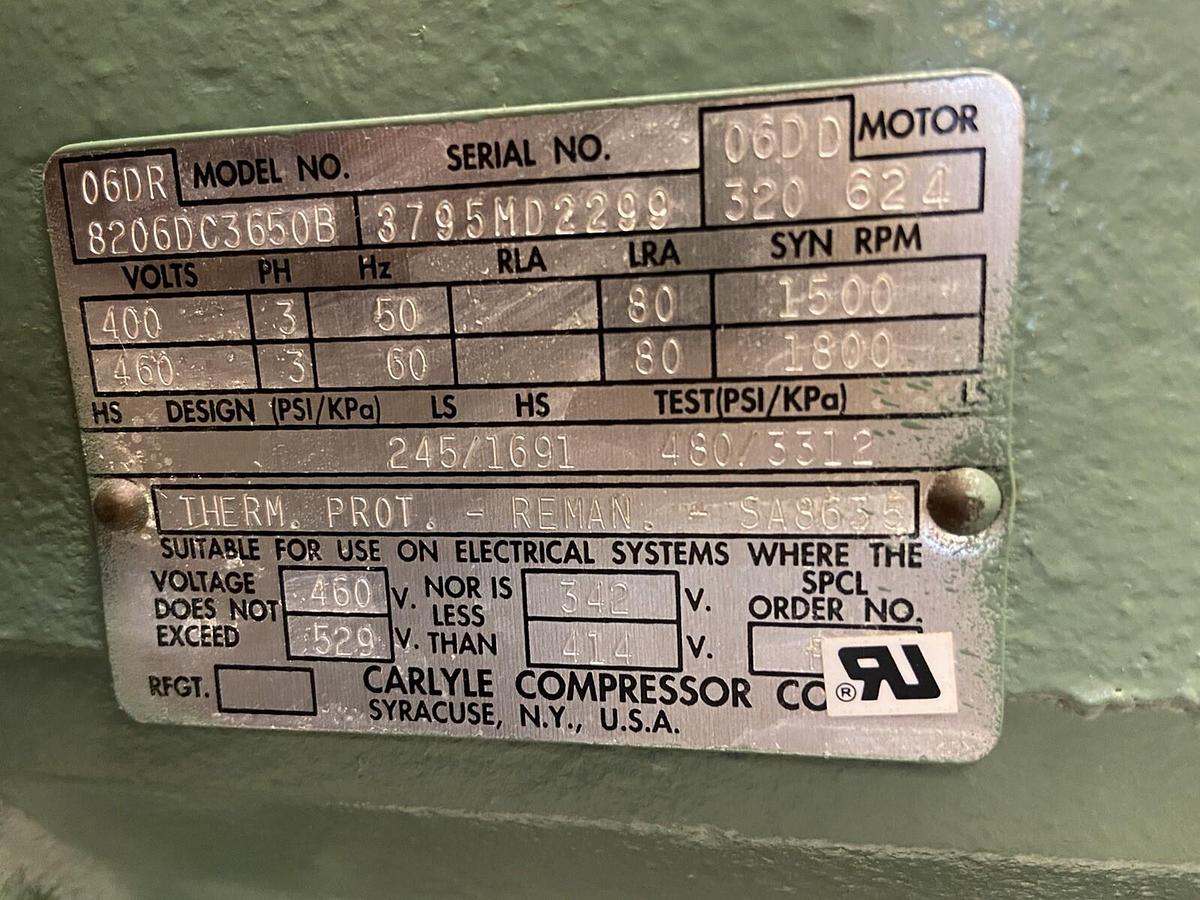 06DR MODEL NO. SERIAL NO. 06DD MOTOR
8206DC3650B 3795MD2299 320 624
VOLTS PH Hz RLA LRA SYN RPM
400 3 50 80 1500
460 3 60 80 1800
HS DESIGN (PSI/KPa) LS HS TEST(PSI/KPa) LS
245/1691 480/3312
THERM. PROT. - REMAN. - SA8635
SUITABLE FOR USE ON ELECTRICAL SYSTEMS WHERE THE
VOLTAGE DOES NOT EXCEED 460 V. NOR IS LESS THAN 342 V. SPCL ORDER NO.
529 V. 414 V.
RFGT. CARLYLE COMPRESSOR CO
SYRACUSE, N.Y., U.S.A.